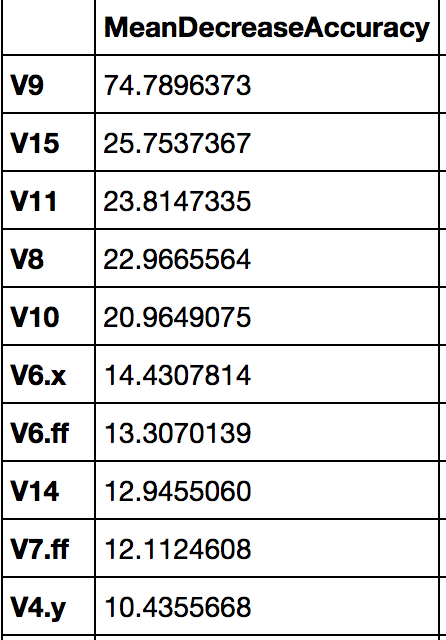 MeanDecreaseAccuracy
V9 74.7896373
V15 25.7537367
V11 23.8147335
V8 22.9665564
V10 20.9649075
V6.x 14.4307814
V6.ff 13.3070139
V14 12.9455060
V7.ff 12.1124608
V4.y 10.4355668